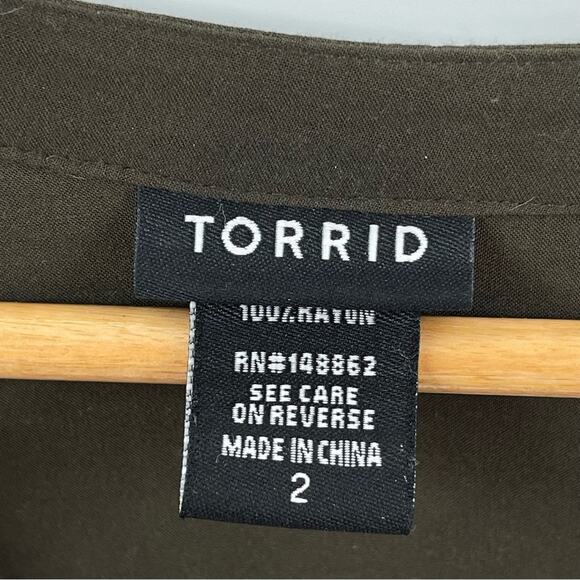 TORRID
100% RAYON
RN#148862
SEE CARE
ON REVERSE
MADE IN CHINA
2